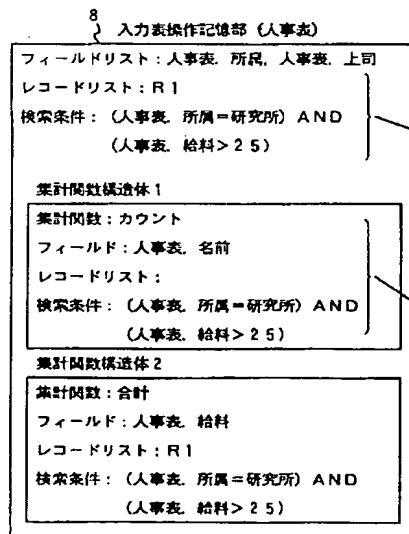 8
入力表操作記憶部(人事表)
フィールドリスト:人事表.所属,人事表.上司
レコードリスト:R1
検索条件:(人事表.所属=研究所)AND
(人事表.給料>25)
集計関数構造体1
集計関数:カウント
フィールド:人事表.名前
レコードリスト:
検索条件:(人事表.所属=研究所)AND
(人事表.給料>25)
集計関数構造体2
集計関数:合計
フィールド:人事表.給料
レコードリスト:R1
検索条件:(人事表.所属=研究所)AND
(人事表.給料>25)